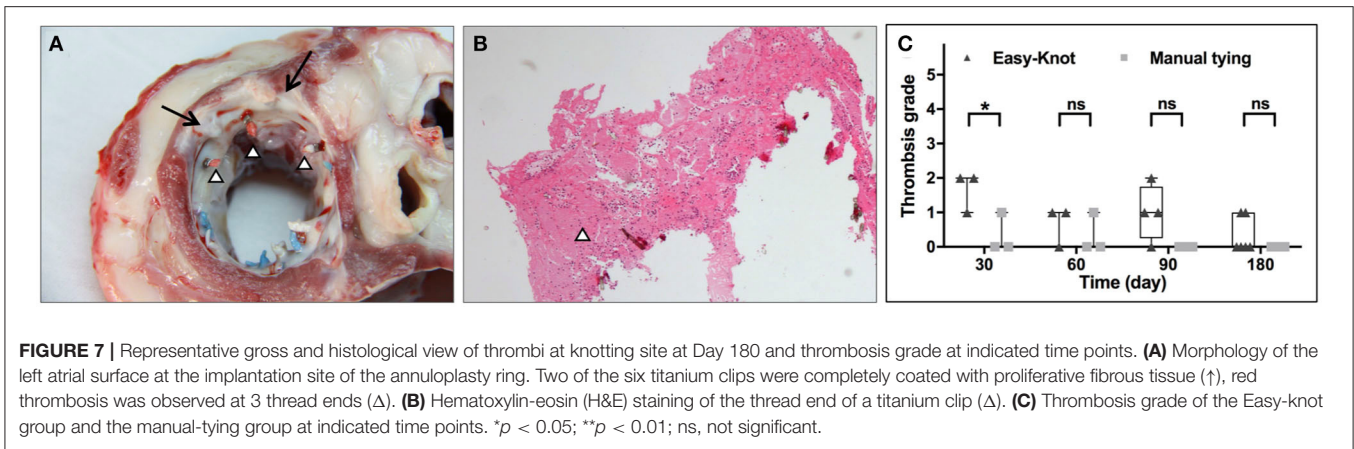 A
B
C
Easy-Knot
Manual tying
5
4
3
2
1
0
Thrombsis grade
*
ns
ns
ns
30
60
90
180
Time (day)
FIGURE 7 | Representative gross and histological view of thrombi at knotting site at Day 180 and thrombosis grade at indicated time points. (A) Morphology of the
left atrial surface at the implantation site of the annuloplasty ring. Two of the six titanium clips were completely coated with proliferative fibrous tissue (↑), red
thrombosis was observed at 3 thread ends (Δ). (B) Hematoxylin-eosin (H&E) staining of the thread end of a titanium clip (Δ). (C) Thrombosis grade of the Easy-knot
group and the manual-tying group at indicated time points. *p < 0.05; **p < 0.01; ns, not significant.